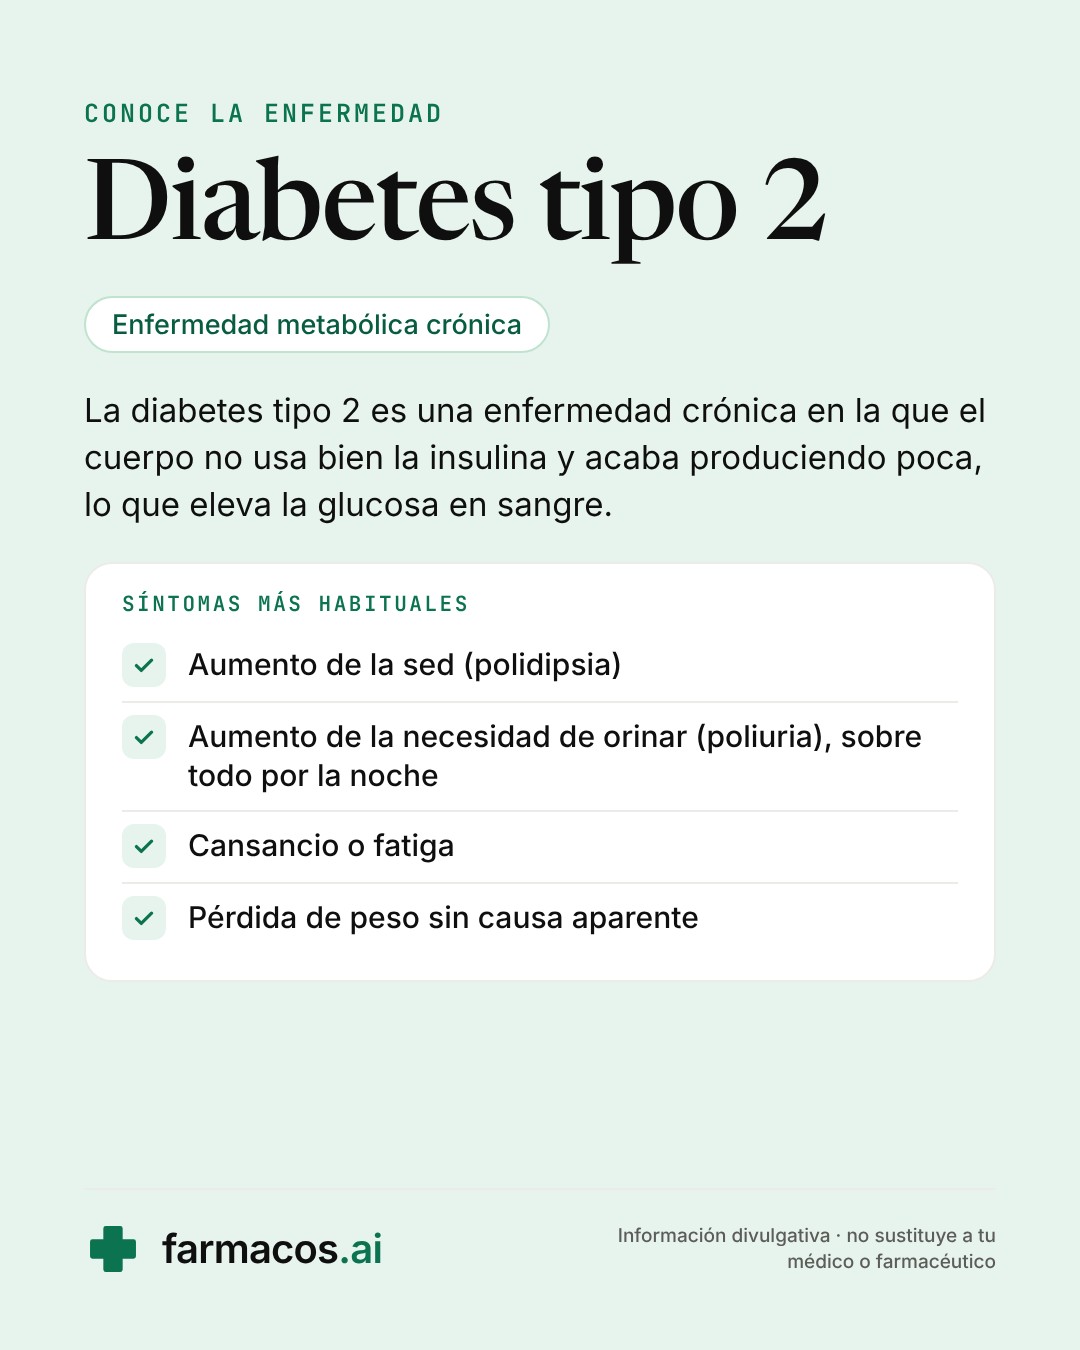 CONOCE LA ENFERMEDAD
Diabetes tipo 2
Enfermedad metabólica crónica
La diabetes tipo 2 es una enfermedad crónica en la que el
cuerpo no usa bien la insulina y acaba produciendo poca,
lo que eleva la glucosa en sangre.
SÍNTOMAS MÁS HABITUALES
Aumento de la sed (polidipsia)
Aumento de la necesidad de orinar (poliuria), sobre
todo por la noche
Cansancio o fatiga
Pérdida de peso sin causa aparente
farmacos.ai
Información divulgativa · no sustituye a tu
médico o farmacéutico